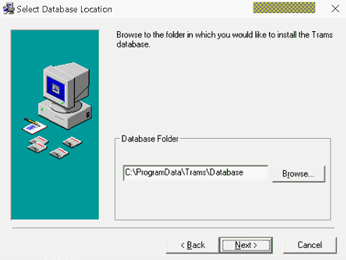 Select Database Location
Browse to the folder in which you would like to install the Trams
database.
Database Folder
C:\ProgramData\Trams\Database
Browse...
< Back
Next >
Cancel